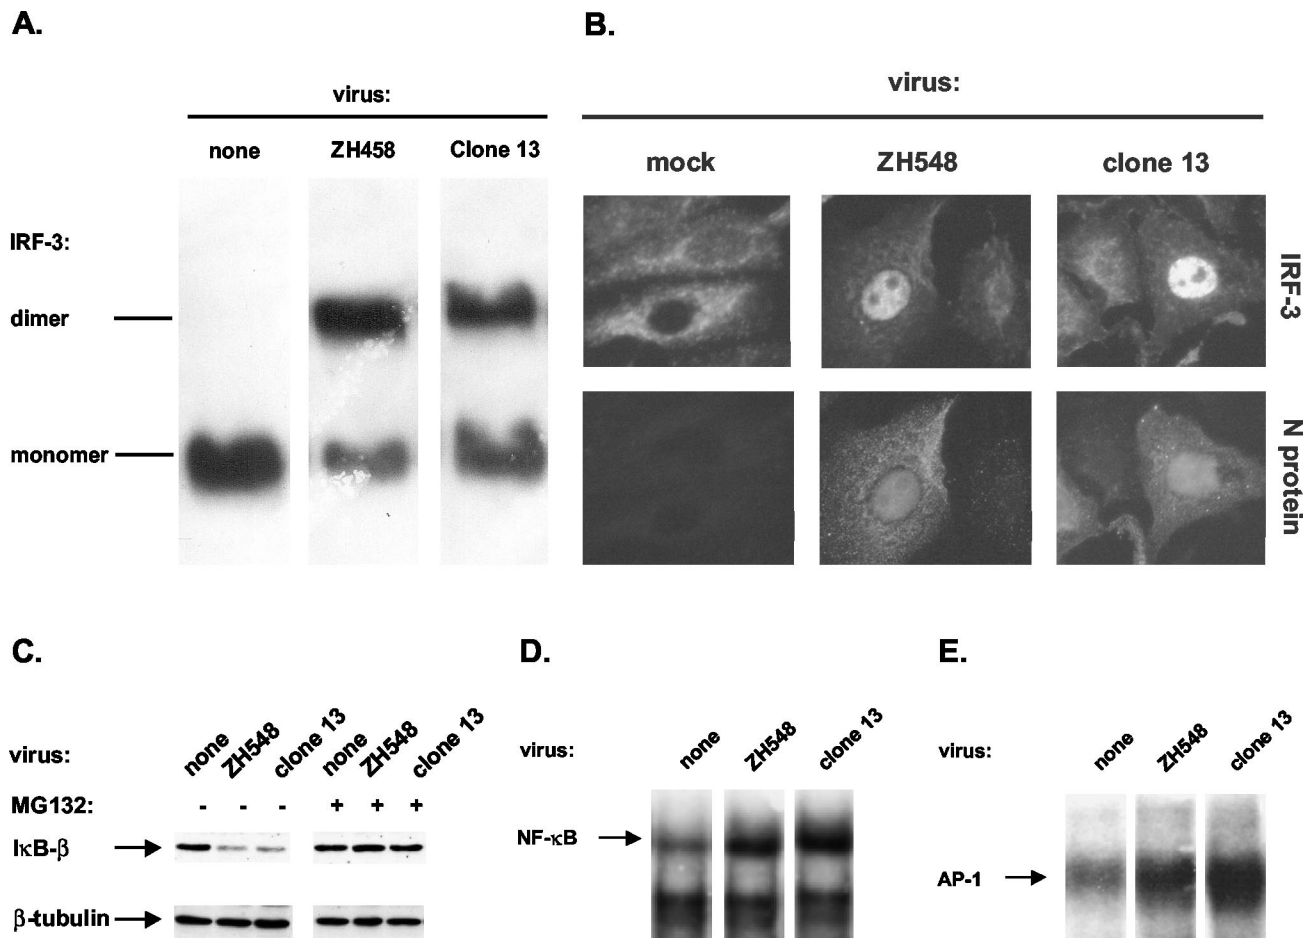 A.
virus:
none ZH458 Clone 13
IRF-3:
dimer
monomer
B.
virus:
mock ZH548 clone 13
IRF-3
N protein
C.
virus: none ZH548 clone 13 none ZH548 clone 13
MG132: - - - + + +
IκB-β
β-tubulin
D.
virus: none ZH548 clone 13
NF-κB
E.
virus: none ZH548 clone 13
AP-1